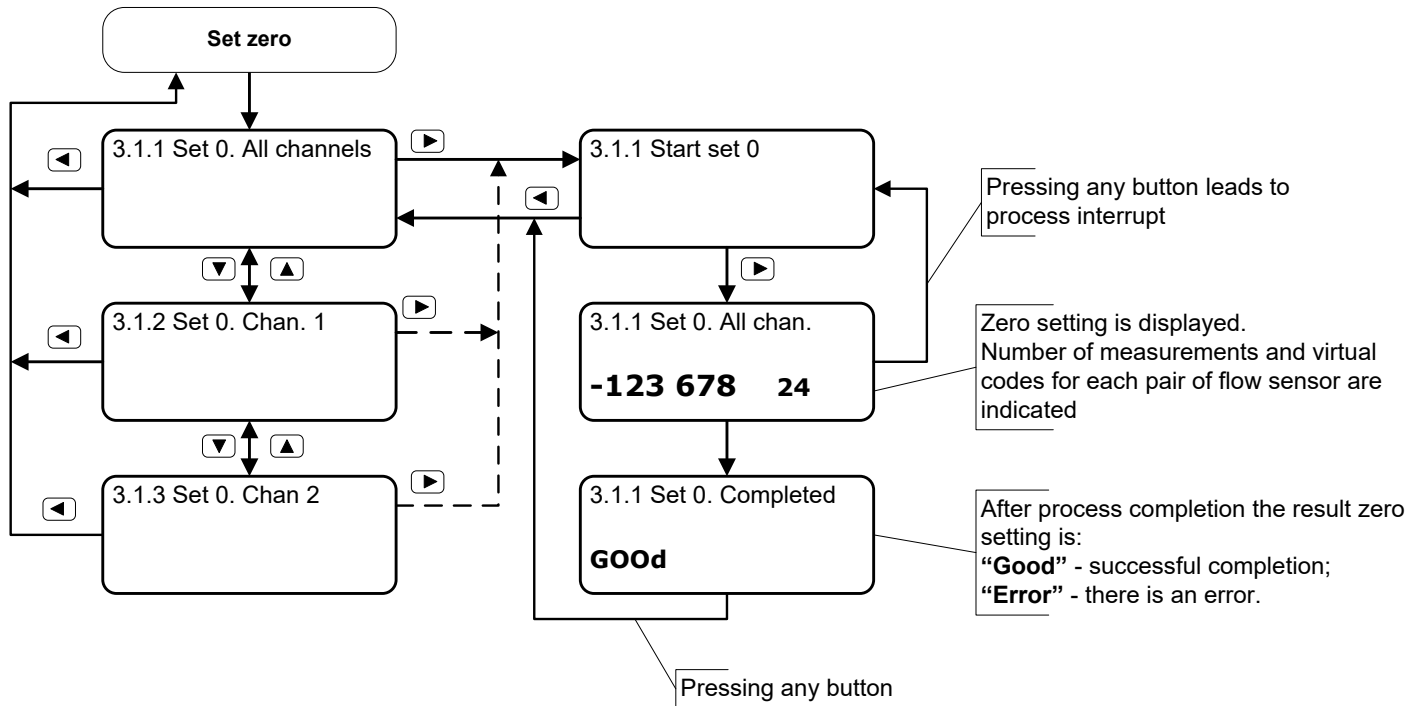 Set zero
3.1.1 Set 0. All channels
3.1.2 Set 0. Chan. 1
3.1.3 Set 0. Chan 2
3.1.1 Start set 0
3.1.1 Set 0. All chan.
-123 678 24
3.1.1 Set 0. Completed
GOOd
Pressing any button leads to
process interrupt
Zero setting is displayed.
Number of measurements and virtual
codes for each pair of flow sensor are
indicated
After process completion the result zero
setting is:
“Good” - successful completion;
“Error” - there is an error.
Pressing any button